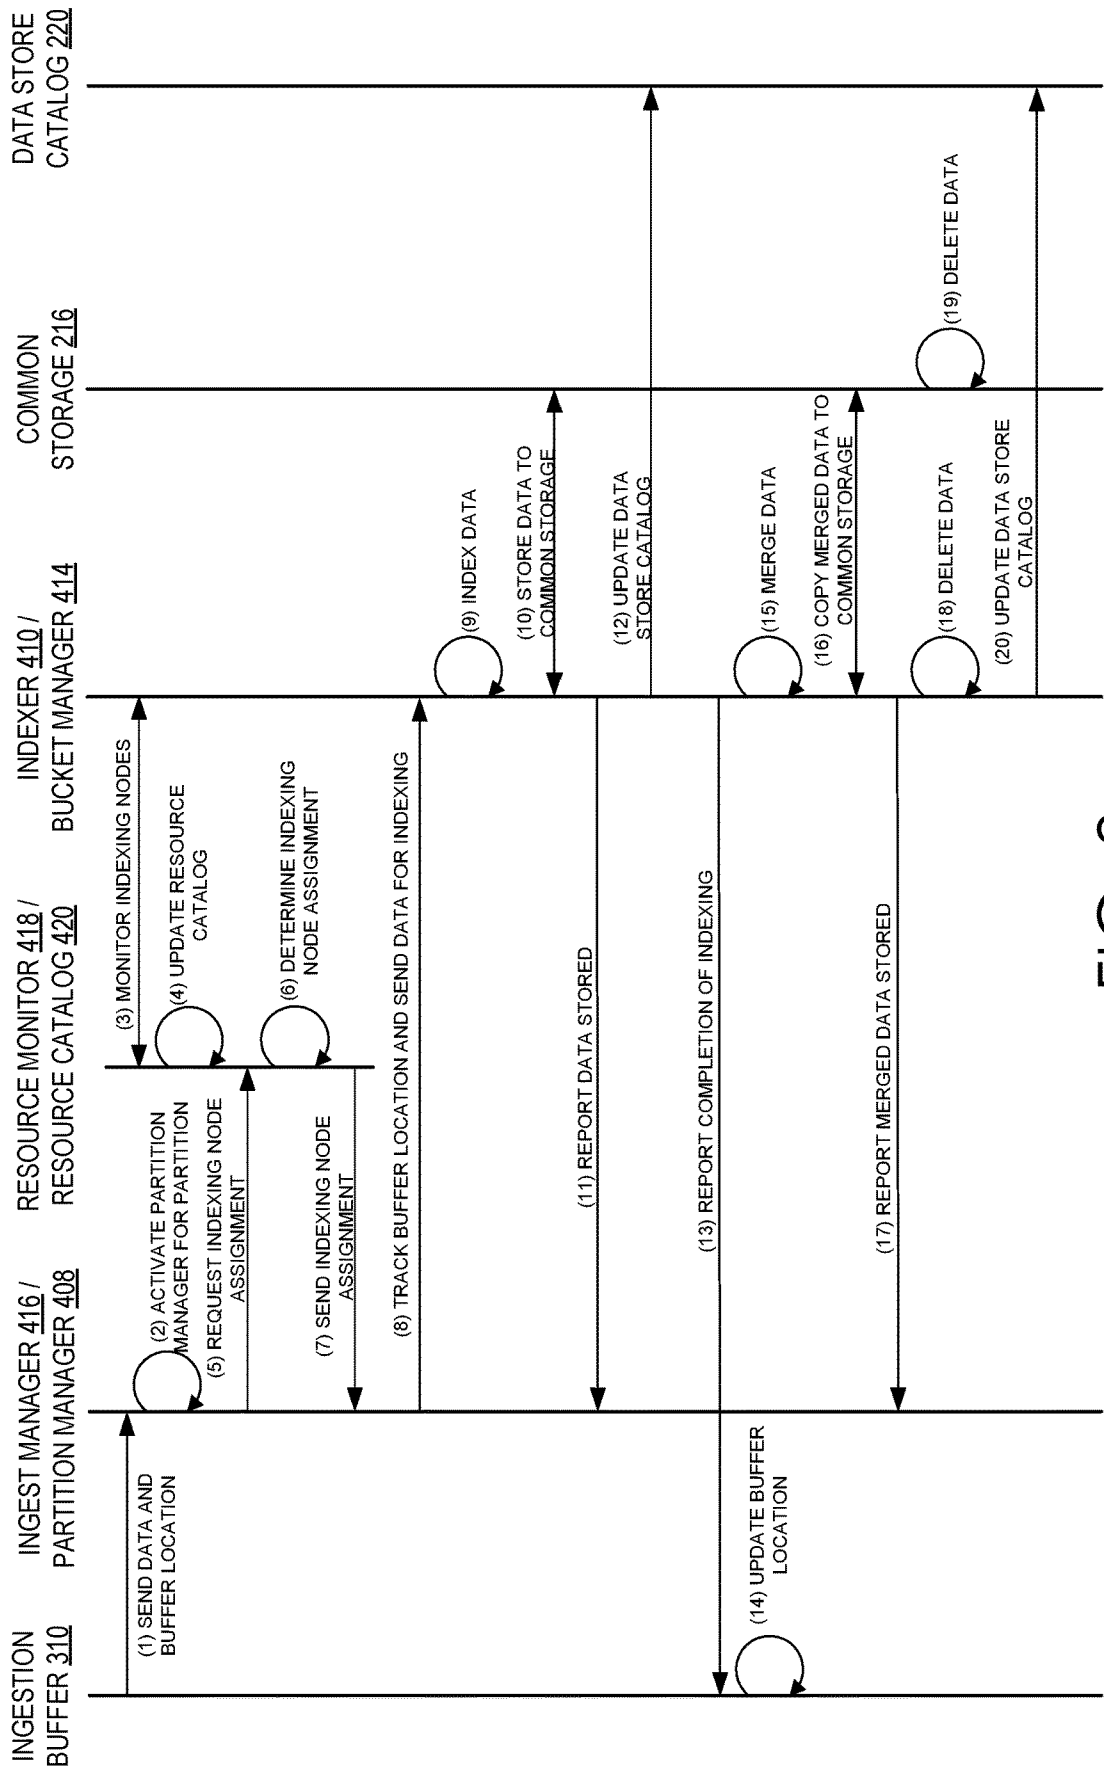 INGESTION
BUFFER 310
INGEST MANAGER 416 /
PARTITION MANAGER 408
RESOURCE MONITOR 418 /
RESOURCE CATALOG 420
INDEXER 410 /
BUCKET MANAGER 414
COMMON
STORAGE 216
DATA STORE
CATALOG 220
(1) SEND DATA AND
BUFFER LOCATION
(2) ACTIVATE PARTITION
MANAGER FOR PARTITION
(3) MONITOR INDEXING NODES
(4) UPDATE RESOURCE
CATALOG
(5) REQUEST INDEXING NODE
ASSIGNMENT
(6) DETERMINE INDEXING
NODE ASSIGNMENT
(7) SEND INDEXING NODE
ASSIGNMENT
(8) TRACK BUFFER LOCATION AND SEND DATA FOR INDEXING
(9) INDEX DATA
(10) STORE DATA TO
COMMON STORAGE
(11) REPORT DATA STORED
(12) UPDATE DATA
STORE CATALOG
(13) REPORT COMPLETION OF INDEXING
(14) UPDATE BUFFER
LOCATION
(15) MERGE DATA
(16) COPY MERGED DATA TO
COMMON STORAGE
(17) REPORT MERGED DATA STORED
(18) DELETE DATA
(19) DELETE DATA
(20) UPDATE DATA STORE
CATALOG